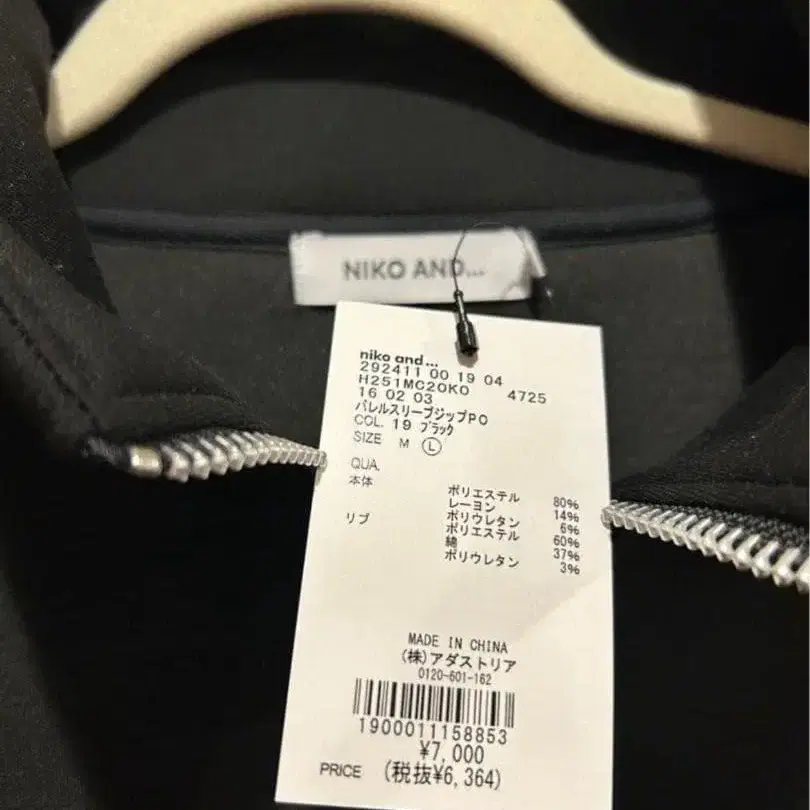 NIKO AND...
niko and...
292411 00 19 04
H251MC20K0 4725
16 02 03
バレルスリーブジップPO
COL. 19 ブラック
SIZE M L
QUA.
本体 ポリエステル 80%
レーヨン 14%
ポリウレタン 6%
リブ ポリエステル 60%
綿 37%
ポリウレタン 3%
MADE IN CHINA
(株)アダストリア
0120-601-162
1900011158853
¥7,000
PRICE (税抜¥6,364)